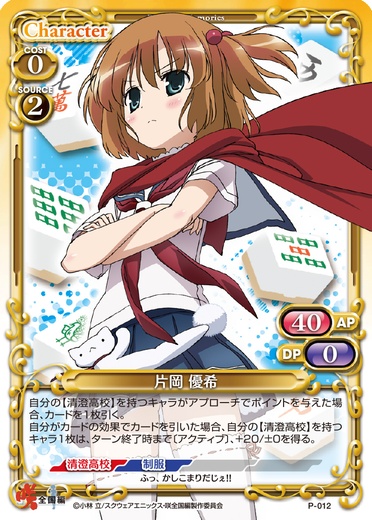 Character
COST
0
SOURCE
2
七
萬
40 AP
DP 0
片岡 優希
自分の【清澄高校】を持つキャラがアプローチでポイントを与えた場
合、カードを1枚引く。
自分がカードの効果でカードを引いた場合、自分の【清澄高校】を持つ
キャラ1枚は、ターン終了時まで〔アクティブ〕、+20/±0を得る。
清澄高校 制服
ふっ、かしこまりだじぇ!!
咲 全国編
©小林 立/スクウェアエニックス・咲全国編製作委員会
P-012